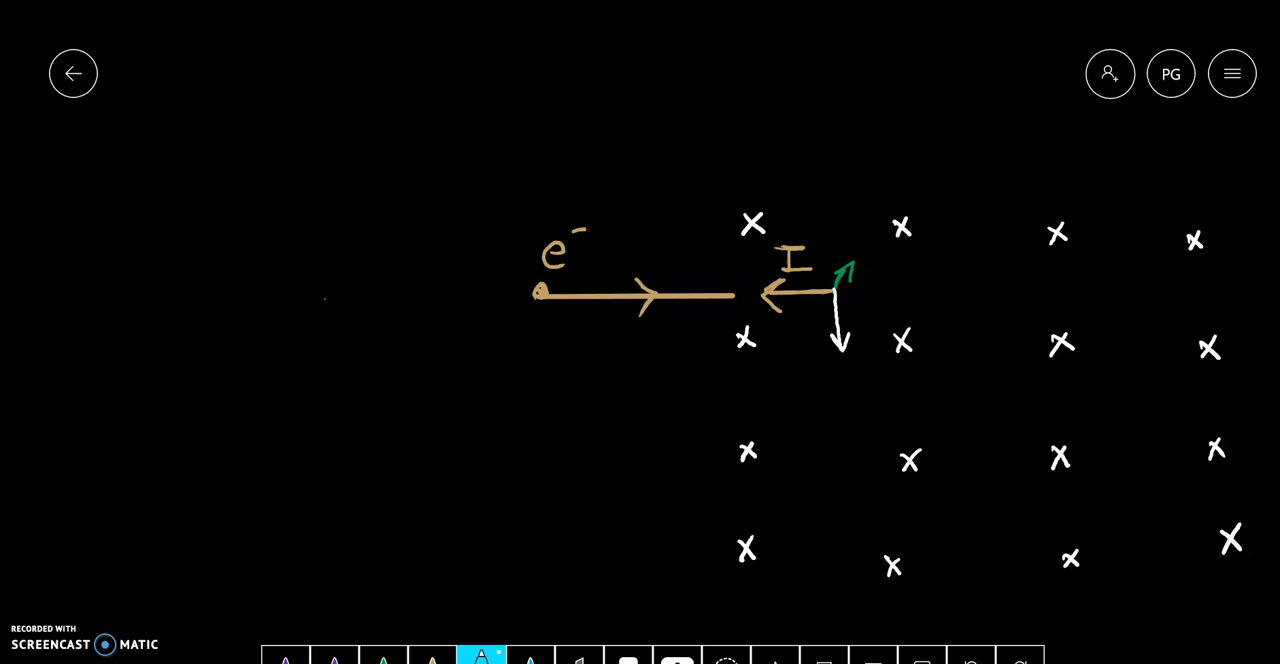 PG
e⁻
I
x x x x
x x x x
x x x x
x x x x
RECORDED WITH
SCREENCAST MATIC